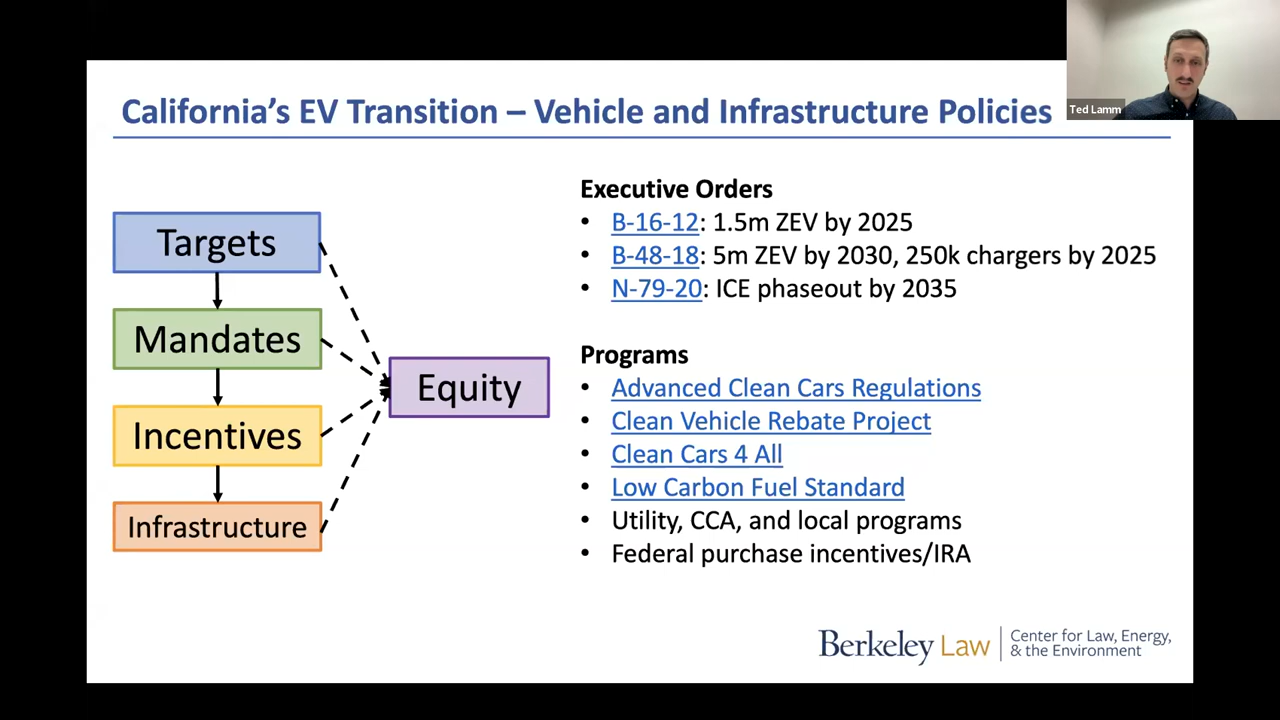 California's EV Transition – Vehicle and Infrastructure Policies
Ted Lamm
Targets
Mandates
Incentives
Infrastructure
Equity
Executive Orders
• B-16-12: 1.5m ZEV by 2025
• B-48-18: 5m ZEV by 2030, 250k chargers by 2025
• N-79-20: ICE phaseout by 2035
Programs
• Advanced Clean Cars Regulations
• Clean Vehicle Rebate Project
• Clean Cars 4 All
• Low Carbon Fuel Standard
• Utility, CCA, and local programs
• Federal purchase incentives/IRA
Berkeley Law
Center for Law, Energy,
& the Environment